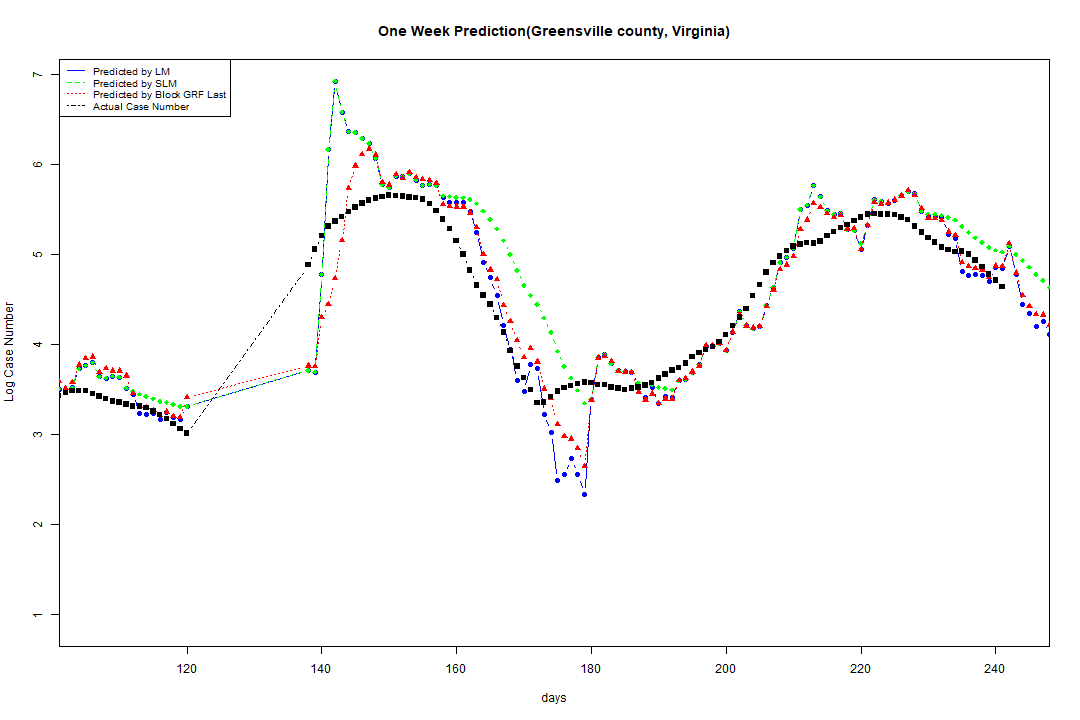 One Week Prediction(Greensville county, Virginia)
Predicted by LM
Predicted by SLM
Predicted by Block GRF Last
Actual Case Number
7
6
5
4
3
2
1
Log Case Number
120
140
160
180
200
220
240
days